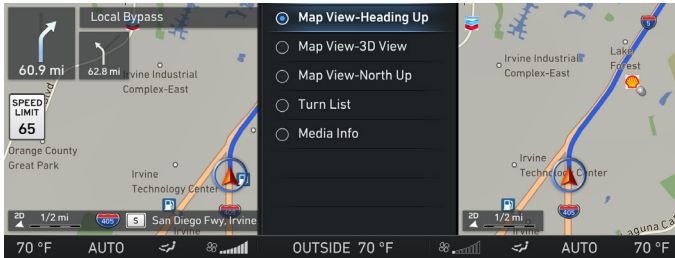 Local Bypass
60.9 mi
62.8 mi
Irvine Industrial
Complex-East
Blvd
SPEED
LIMIT
65
Orange County
Great Park
Irvine
Technology Center
405
2D
1/2 mi
405
S
San Diego Fwy, Irvine
Map View-Heading Up
Map View-3D View
Map View-North Up
Turn List
Media Info
5
Lake
Forest
Irvine Industrial
Complex-East
Irvine
Technology Center
405
2D
1/2 mi
Laguna
70 °F
AUTO
OUTSIDE 70 °F
AUTO
70 °F